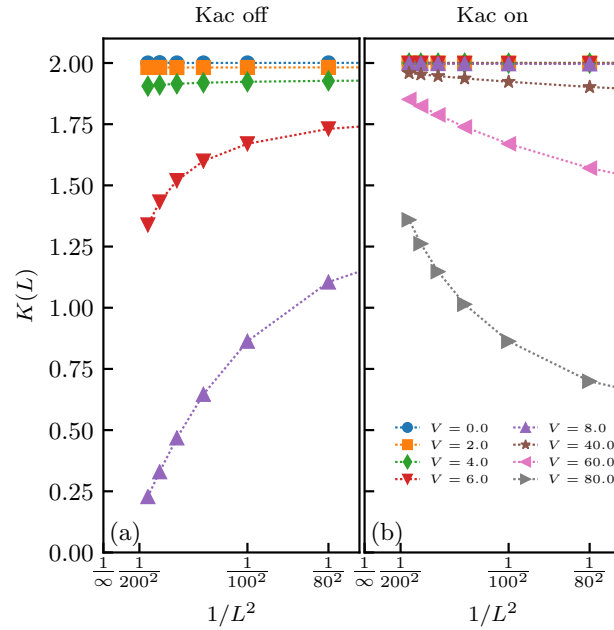 Kac off
Kac on
K(L)
2.00
1.75
1.50
1.25
1.00
0.75
0.50
0.25
0.00
(a)
(b)
V = 0.0
V = 2.0
V = 4.0
V = 6.0
V = 8.0
V = 40.0
V = 60.0
V = 80.0
1/∞
1/200²
1/100²
1/80²
1/∞
1/200²
1/100²
1/80²
1/L²
1/L²